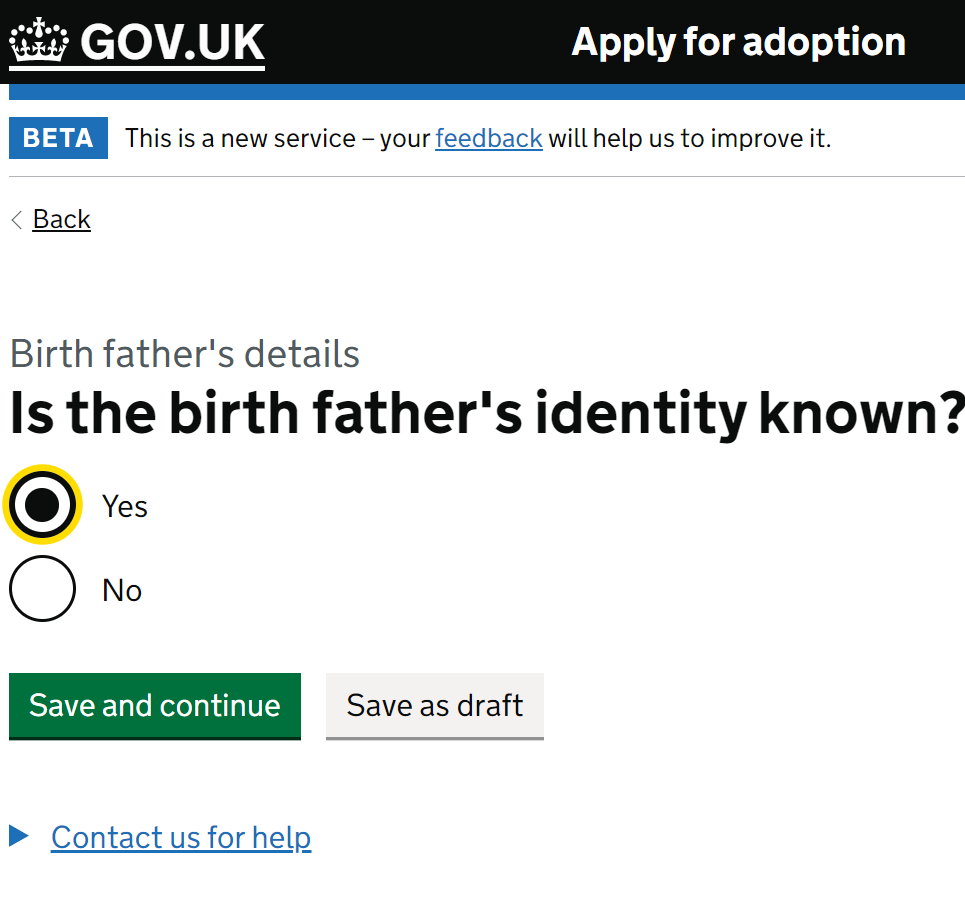 GOV.UK
Apply for adoption
BETA This is a new service – your feedback will help us to improve it.
Back
Birth father's details
Is the birth father's identity known?
Yes
No
Save and continue
Save as draft
Contact us for help